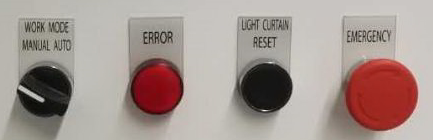 WORK MODE
MANUAL AUTO
ERROR
LIGHT CURTAIN
RESET
EMERGENCY